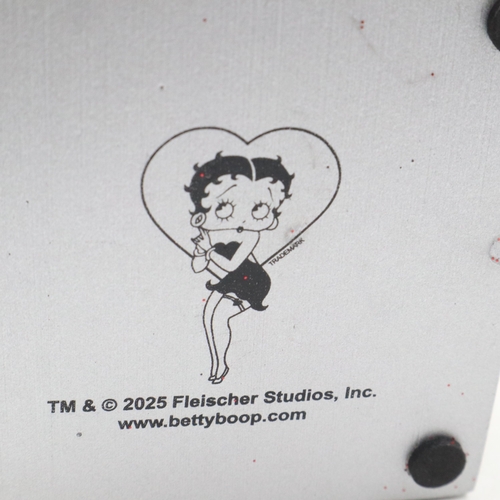 TRADEMARK
TM & © 2025 Fleischer Studios, Inc.
www.bettyboop.com